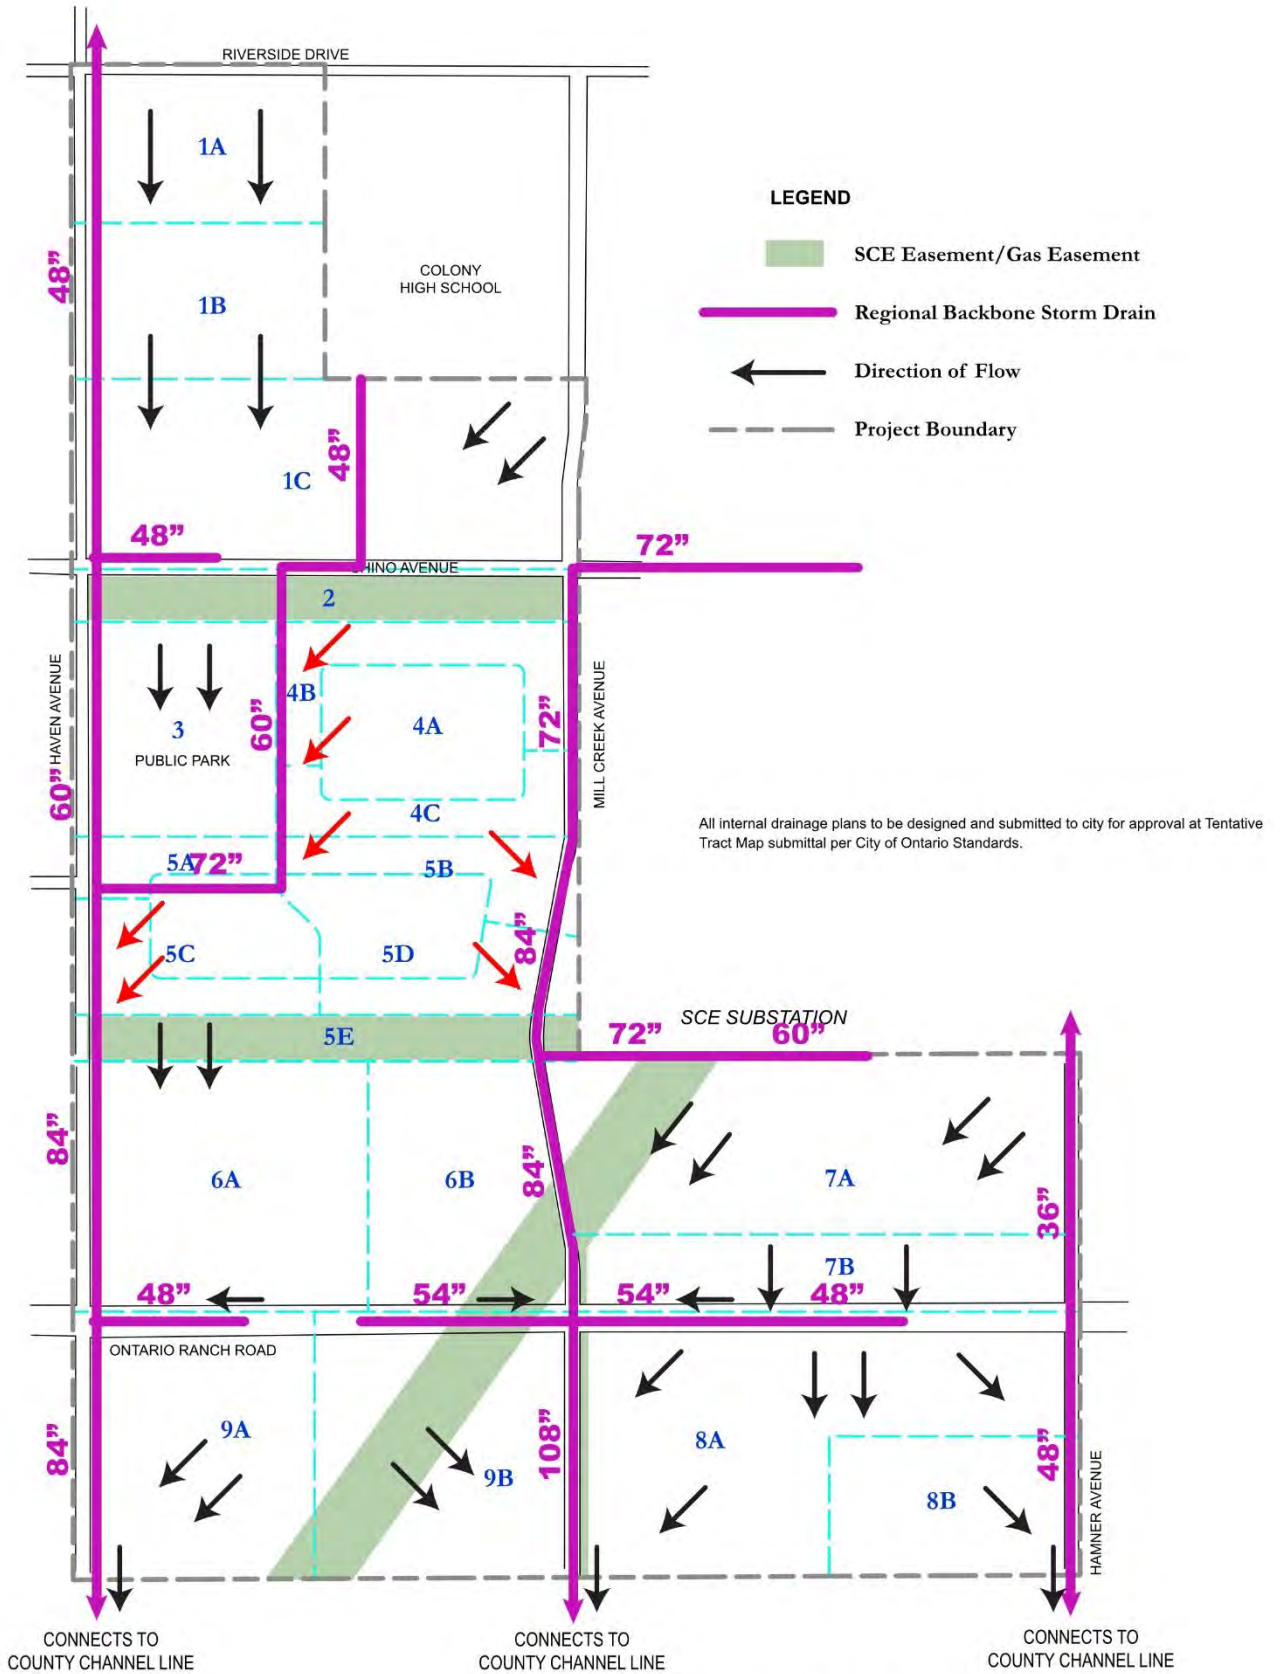 RIVERSIDE DRIVE
1A
LEGEND
SCE Easement/Gas Easement
48”
1B
COLONY
HIGH SCHOOL
Regional Backbone Storm Drain
Direction of Flow
Project Boundary
48”
1C
48”
72”
HINO AVENUE
2
HAVEN AVENUE
60”
3
PUBLIC PARK
60”
4B
4A
72”
MILL CREEK AVENUE
4C
All internal drainage plans to be designed and submitted to city for approval at Tentative
Tract Map submittal per City of Ontario Standards.
5A
72”
5B
5C
5D
84”
5E
72”
SCE SUBSTATION
60”
84”
6A
6B
84”
7A
36”
7B
48”
54”
54”
48”
ONTARIO RANCH ROAD
84”
9A
9B
108”
8A
8B
48”
HAMNER AVENUE
CONNECTS TO
COUNTY CHANNEL LINE
CONNECTS TO
COUNTY CHANNEL LINE
CONNECTS TO
COUNTY CHANNEL LINE